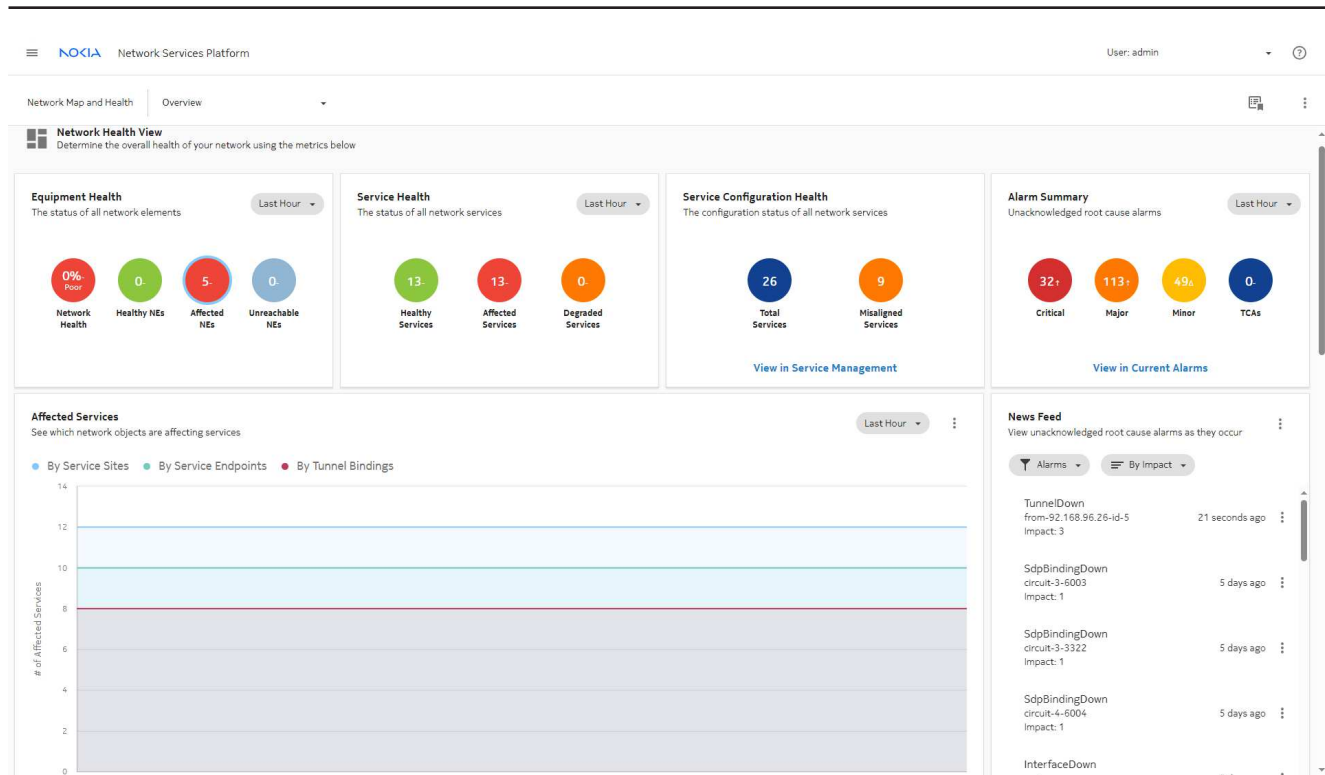 NOKIA Network Services Platform
User: admin
Network Map and Health
Overview
Network Health View
Determine the overall health of your network using the metrics below
Equipment Health
The status of all network elements
Last Hour
0%-
Poor
Network
Health
0-
Healthy NEs
5-
Affected
NEs
0-
Unreachable
NEs
Service Health
The status of all network services
Last Hour
13-
Healthy
Services
13-
Affected
Services
0-
Degraded
Services
Service Configuration Health
The configuration status of all network services
26
Total
Services
9
Misaligned
Services
View in Service Management
Alarm Summary
Unacknowledged root cause alarms
Last Hour
32↑
Critical
113↑
Major
49
Minor
0-
TCAs
View in Current Alarms
Affected Services
See which network objects are affecting services
Last Hour
By Service Sites
By Service Endpoints
By Tunnel Bindings
# of Affected Services
14
12
10
8
6
4
2
0
News Feed
View unacknowledged root cause alarms as they occur
Alarms
By Impact
TunnelDown
from-92.168.96.26-id-5
21 seconds ago
Impact: 3
SdpBindingDown
circuit-3-6003
5 days ago
Impact: 1
SdpBindingDown
circuit-3-3322
5 days ago
Impact: 1
SdpBindingDown
circuit-4-6004
5 days ago
Impact: 1
InterfaceDown